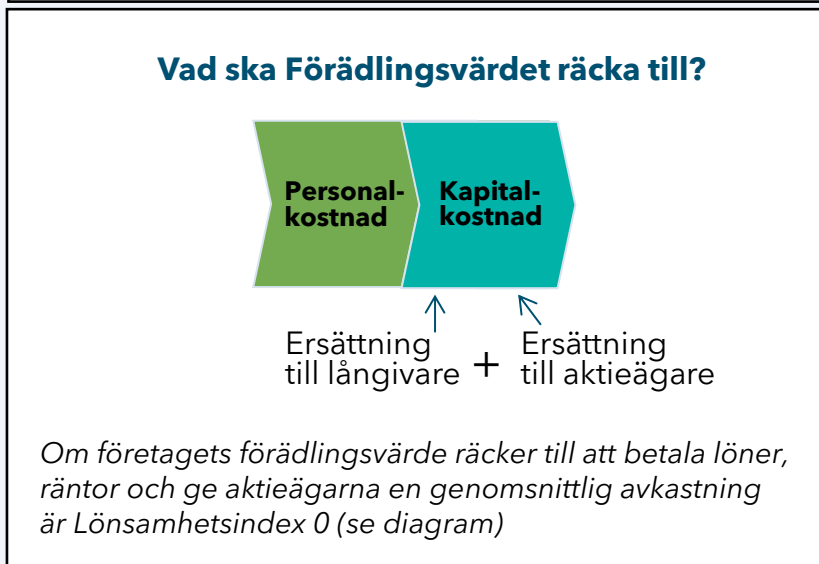 Vad ska Förädlingsvärdet räcka till?
Personal-
kostnad
Kapital-
kostnad
Ersättning
till långivare
+
Ersättning
till aktieägare
Om företagets förädlingsvärde räcker till att betala löner,
räntor och ge aktieägarna en genomsnittlig avkastning
är Lönsamhetsindex 0 (se diagram)